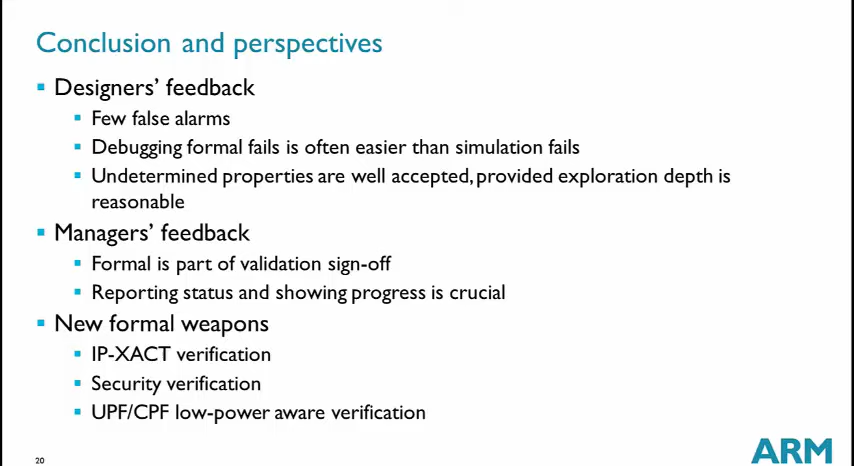 Conclusion and perspectives
Designers’ feedback
Few false alarms
Debugging formal fails is often easier than simulation fails
Undetermined properties are well accepted, provided exploration depth is
reasonable
Managers’ feedback
Formal is part of validation sign-off
Reporting status and showing progress is crucial
New formal weapons
IP-XACT verification
Security verification
UPF/CPF low-power aware verification
20
ARM